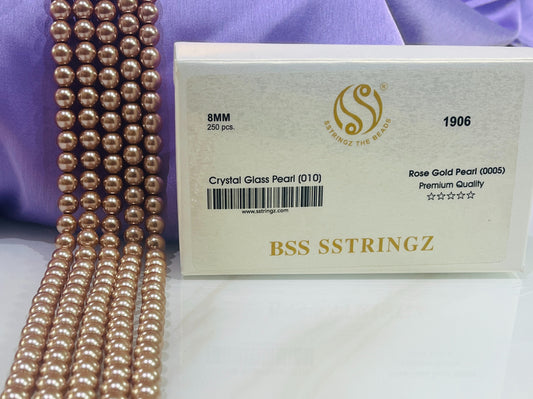 8MM
250 pcs.
SSTRINGZ THE BEADS
®
1906
Crystal Glass Pearl (010)
www.sstringz.com
Rose Gold Pearl (0005)
Premium Quality
☆☆☆☆☆
BSS SSTRINGZ